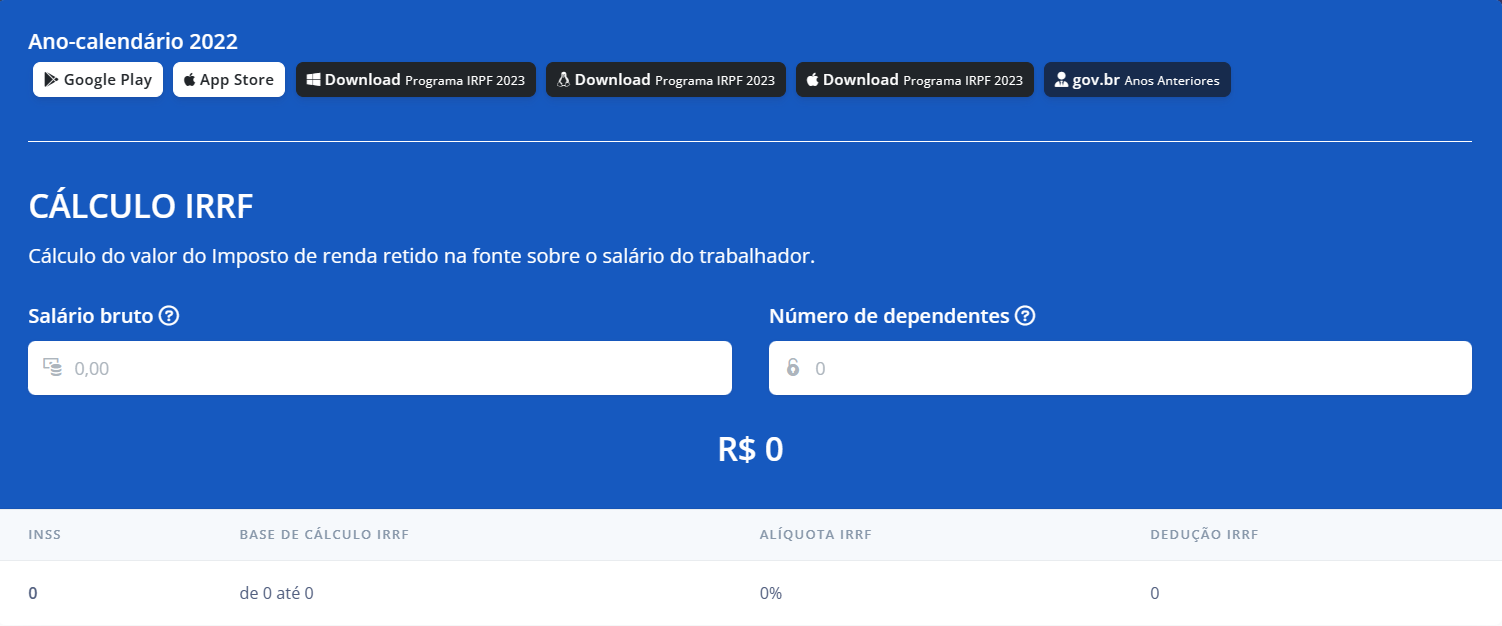 Ano-calendário 2022
Google Play App Store Download Programa IRPF 2023 Download Programa IRPF 2023 Download Programa IRPF 2023 gov.br Anos Anteriores
CÁLCULO IRRF
Cálculo do valor do Imposto de renda retido na fonte sobre o salário do trabalhador.
Salário bruto ? Número de dependentes ?
0,00 0
R$ 0
INSS BASE DE CÁLCULO IRRF ALÍQUOTA IRRF DEDUÇÃO IRRF
0 de 0 até 0 0% 0